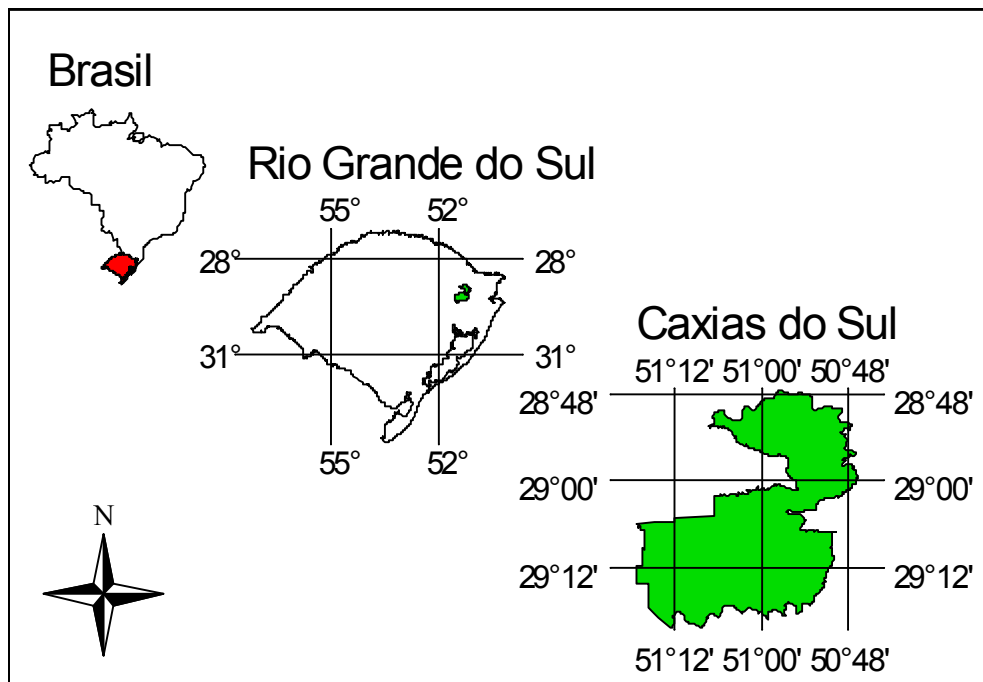 Brasil
Rio Grande do Sul
55° 52°
28° 28°
31° 31°
55° 52°
Caxias do Sul
51°12' 51°00' 50°48'
28°48' 28°48'
29°00' 29°00'
29°12' 29°12'
51°12' 51°00' 50°48'
N